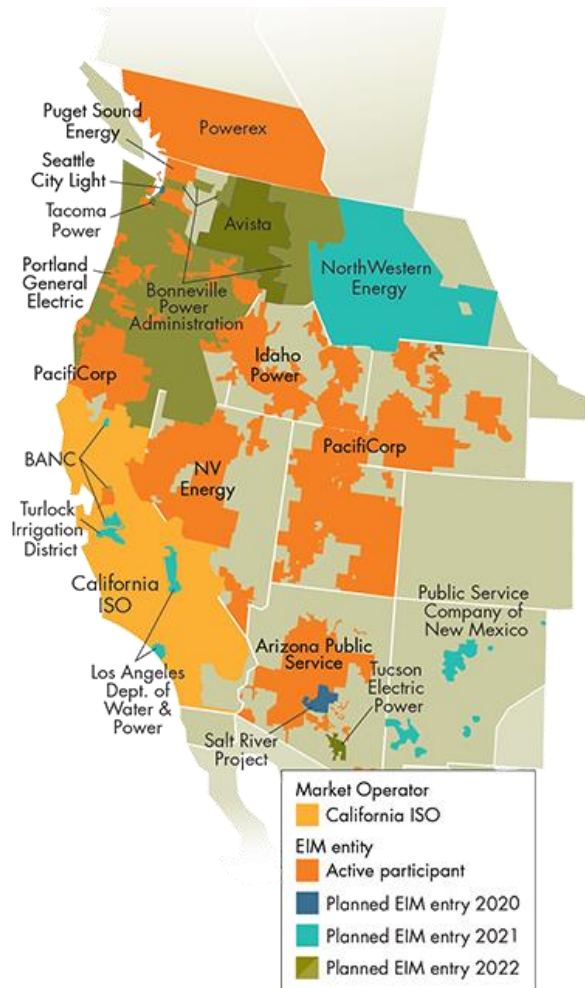 Puget Sound
Energy
Powerex
Seattle
City Light
Tacoma
Power
Avista
Portland
General
Electric
NorthWestern
Energy
Bonneville
Power
Administration
PacifiCorp
Idaho
Power
BANC
NV
Energy
PacifiCorp
Turlock
Irrigation
District
California
ISO
Public Service
Company of
New Mexico
Arizona Public
Service
Los Angeles
Dept. of
Water &
Power
Tucson
Electric
Power
Salt River
Project
Market Operator
California ISO
EIM entity
Active participant
Planned EIM entry 2020
Planned EIM entry 2021
Planned EIM entry 2022